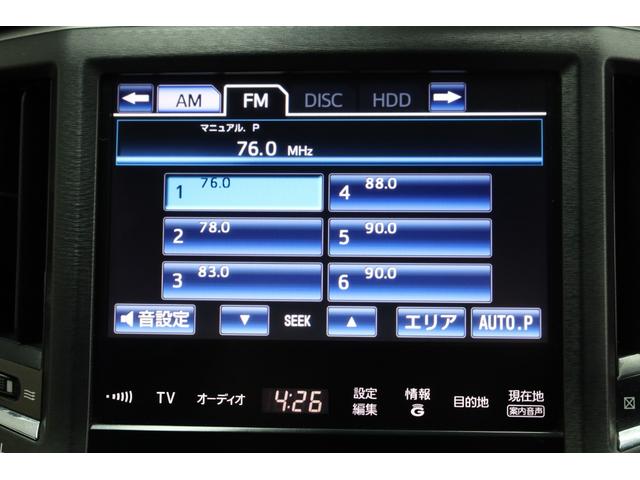 AM FM DISC HDD
マニュアル.P
76.0 MHz
1 76.0
4 88.0
2 78.0
5 90.0
3 83.0
6 90.0
音設定 ▼ SEEK ▲ エリア AUTO.P
TV オーディオ 4:26 設定 編集 情報 G 目的地 現在地 案内音声